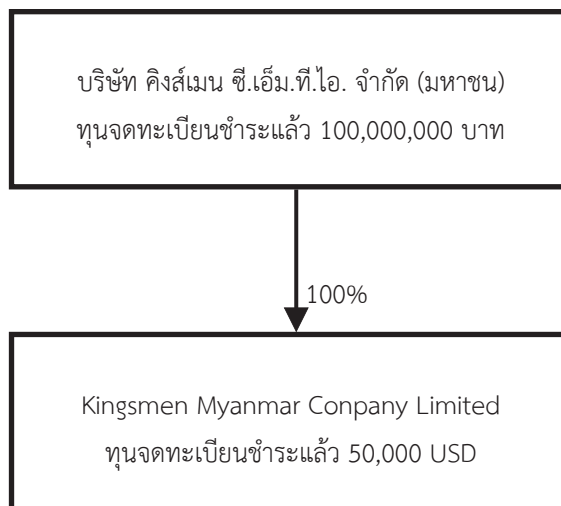 บริษัท คิงส์เมน ซี.เอ็ม.ที.ไอ. จำกัด (มหาชน)
ทุนจดทะเบียนชำระแล้ว 100,000,000 บาท
100%
Kingsmen Myanmar Conpany Limited
ทุนจดทะเบียนชำระแล้ว 50,000 USD